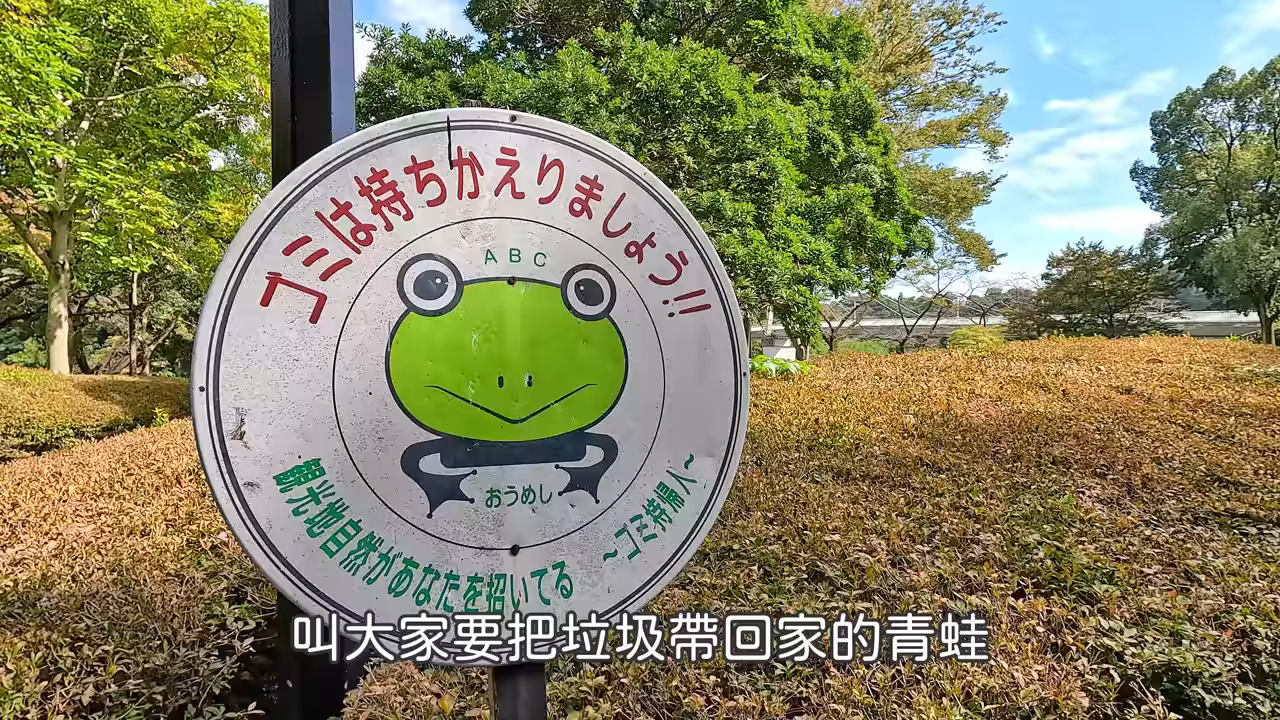 ゴミは持ちかえりましょう!!
ABC
おうめし
観光地自然があなたを招いてる
～ゴミ持帰人～
叫大家要把垃圾帶回家的青蛙